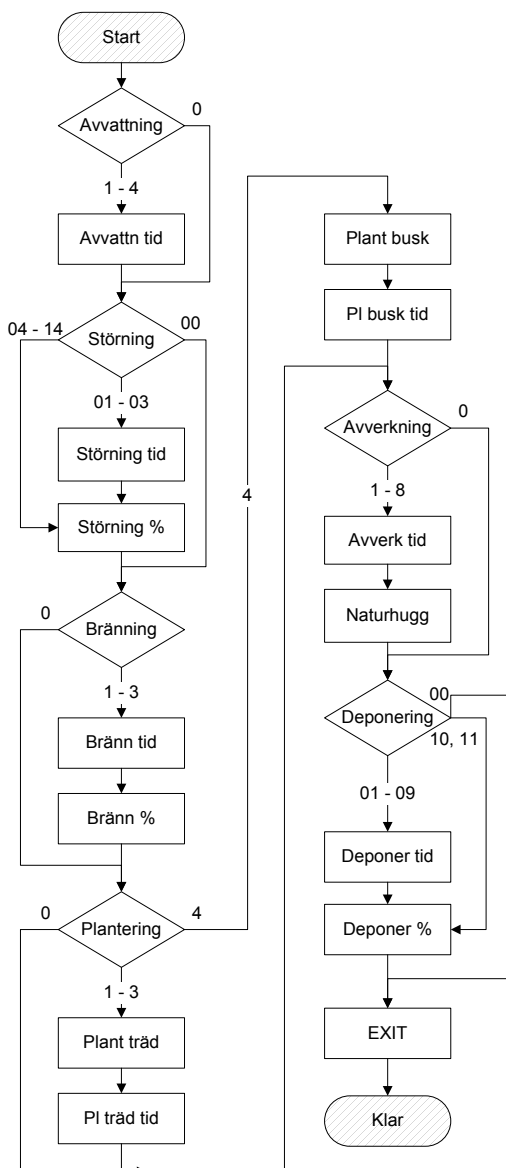 Start
Avvattning
0
1 - 4
Avvattn tid
04 - 14
Störning
00
01 - 03
Störning tid
Störning %
0
Bränning
1 - 3
Bränn tid
Bränn %
0
Plantering
4
1 - 3
Plant träd
Pl träd tid
4
Plant busk
Pl busk tid
Avverkning
0
1 - 8
Avverk tid
Naturhugg
Deponering
00
10, 11
01 - 09
Deponer tid
Deponer %
EXIT
Klar